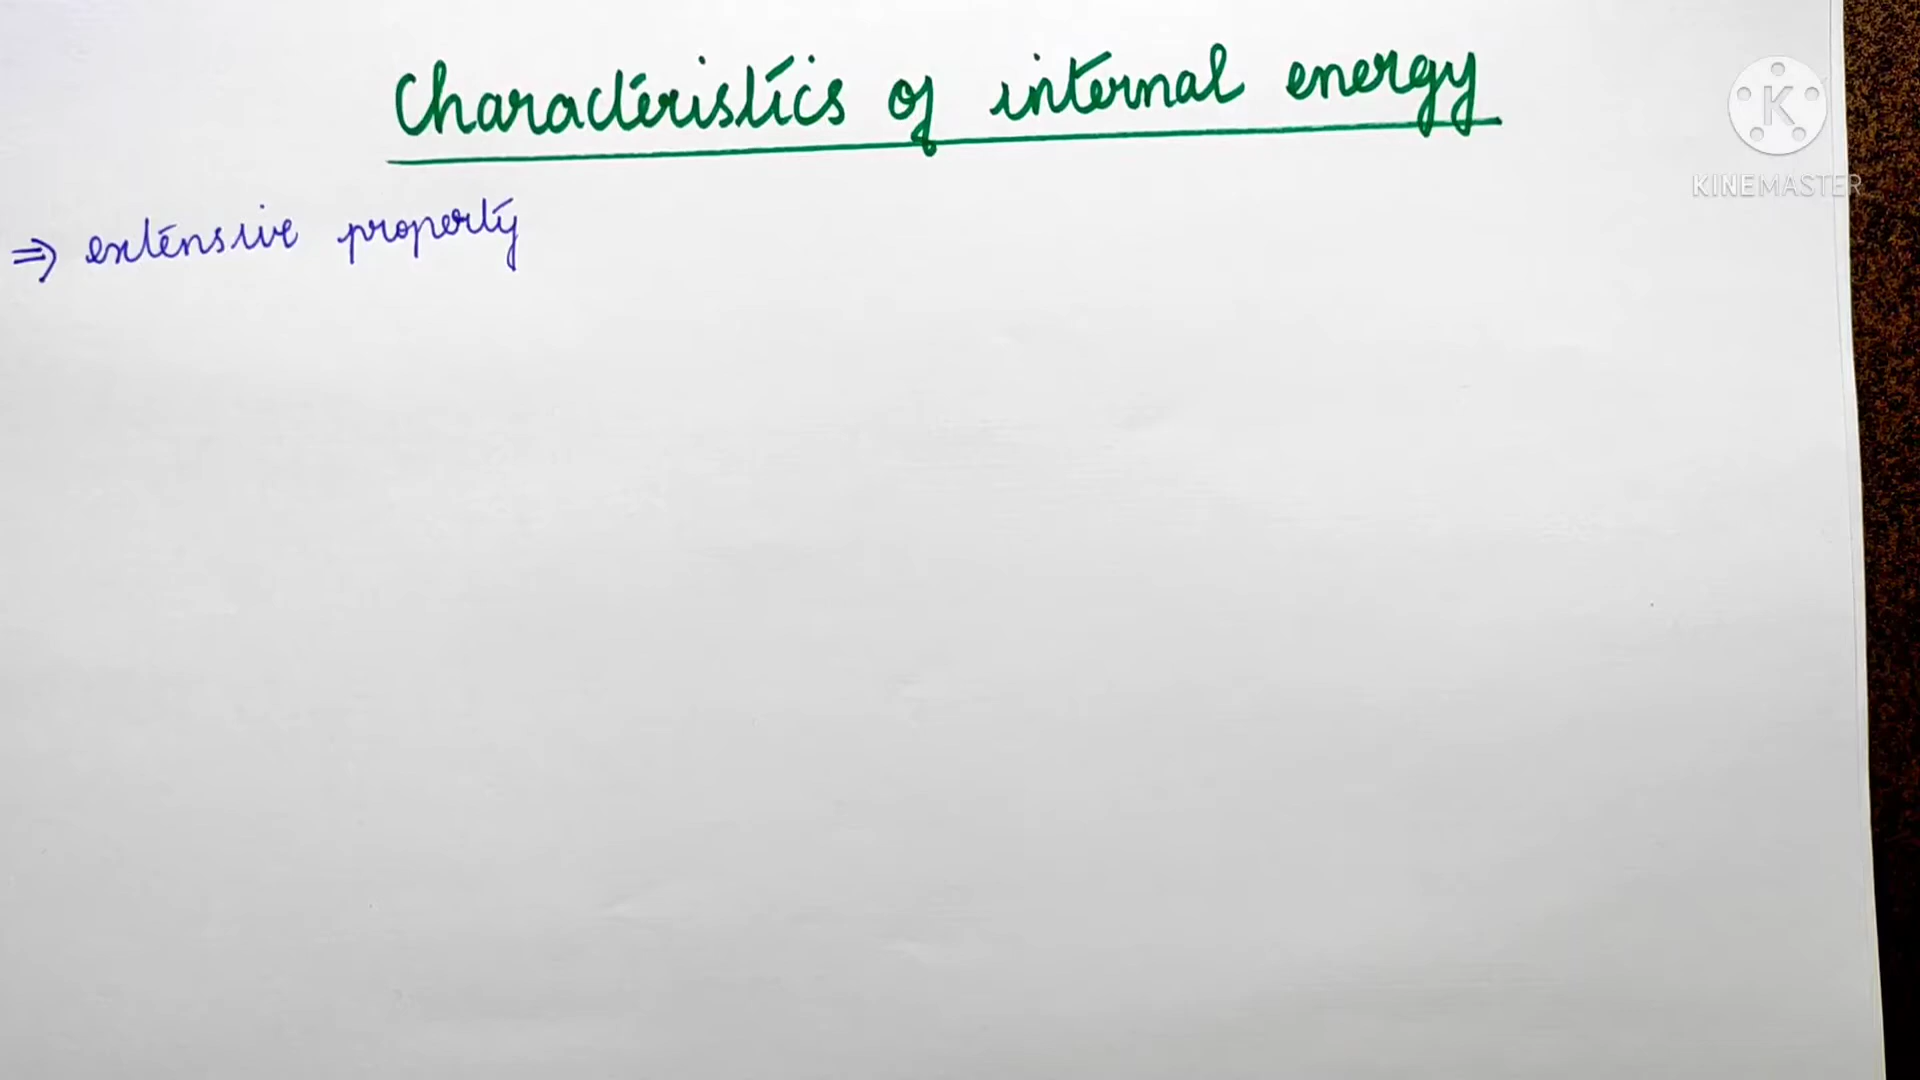 Characteristics of internal energy
K
KINEMASTER
⇒ extensive property